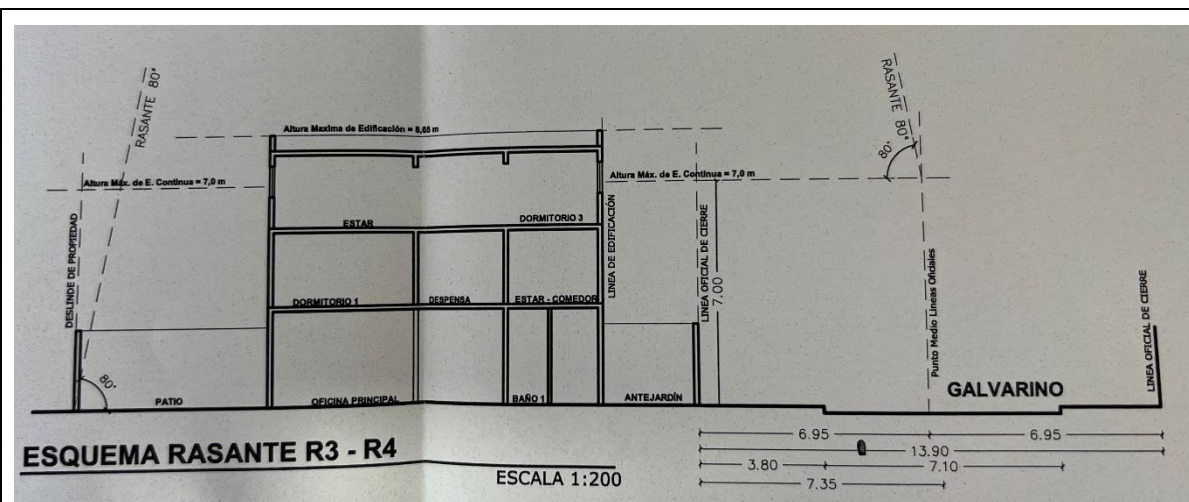 RASANTE 80°
RASANTE 80°
Altura Maxima de Edificación = 8,65 m
80°
Altura Máx. de E. Continua = 7,0 m
Altura Máx. de E. Continua = 7,0 m
DESLINDE DE PROPIEDAD
ESTAR
DORMITORIO 3
LINEA DE EDIFICACIÓN
LINEA OFICIAL DE CIERRE
7.00
Punto Medio Líneas Oficiales
LINEA OFICIAL DE CIERRE
DORMITORIO 1
DESPENSA
ESTAR - COMEDOR
80°
PATIO
OFICINA PRINCIPAL
BAÑO 1
ANTEJARDÍN
GALVARINO
6.95
6.95
13.90
3.80
7.10
7.35
ESQUEMA RASANTE R3 - R4
ESCALA 1:200